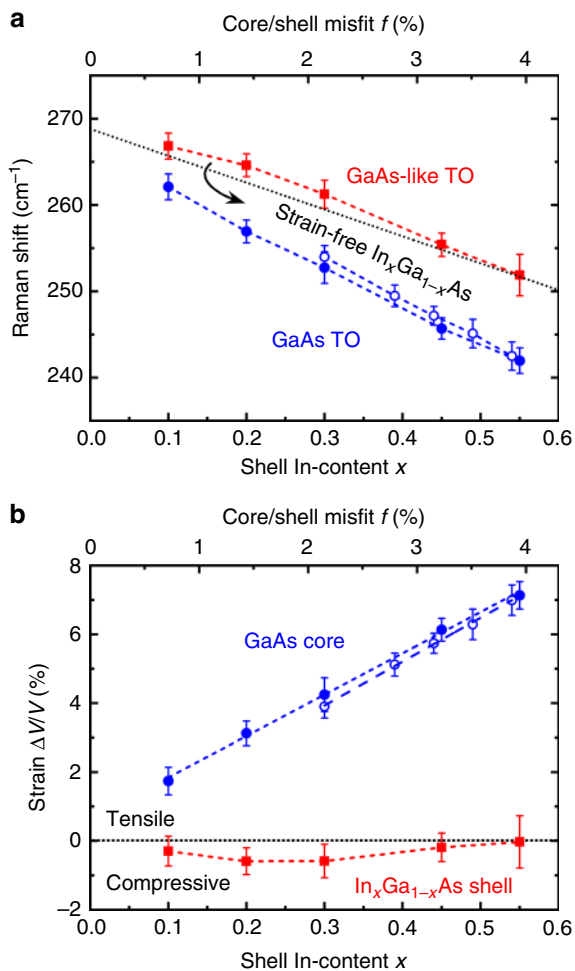 a
Core/shell misfit f (%)
0 1 2 3 4
270
260
250
240
Raman shift (cm⁻¹)
GaAs-like TO
Strain-free InₓGa₁₋ₓAs
GaAs TO
0.0 0.1 0.2 0.3 0.4 0.5 0.6
Shell In-content x
b
Core/shell misfit f (%)
0 1 2 3 4
8
6
4
2
0
−2
Strain ΔV/V (%)
GaAs core
Tensile
Compressive
InₓGa₁₋ₓAs shell
0.0 0.1 0.2 0.3 0.4 0.5 0.6
Shell In-content x